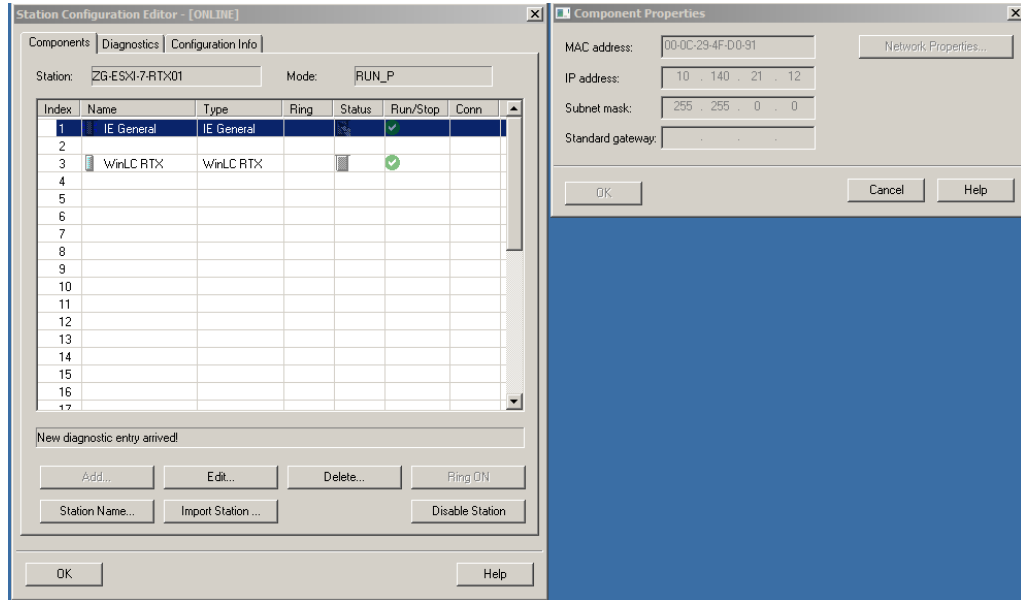 Station Configuration Editor - [ONLINE]
Components Diagnostics Configuration Info
Station: ZG-ESXI-7-RTX01 Mode: RUN_P
Index Name Type Ring Status Run/Stop Conn
1 IE General IE General
2
3 WinLC RTX WinLC RTX
4
5
6
7
8
9
10
11
12
13
14
15
16
17
New diagnostic entry arrived!
Add... Edit... Delete... Ring ON
Station Name... Import Station ... Disable Station
OK Help
Component Properties
MAC address: 00-0C-29-4F-D0-91 Network Properties...
IP address: 10 . 140 . 21 . 12
Subnet mask: 255 . 255 . 0 . 0
Standard gateway: . . .
OK Cancel Help